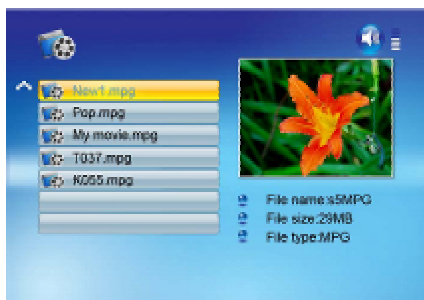 New1.mpg
Pop.mpg
My movie.mpg
T037.mpg
K055.mpg
File name:s5MPG
File size:29MB
File type:MPG